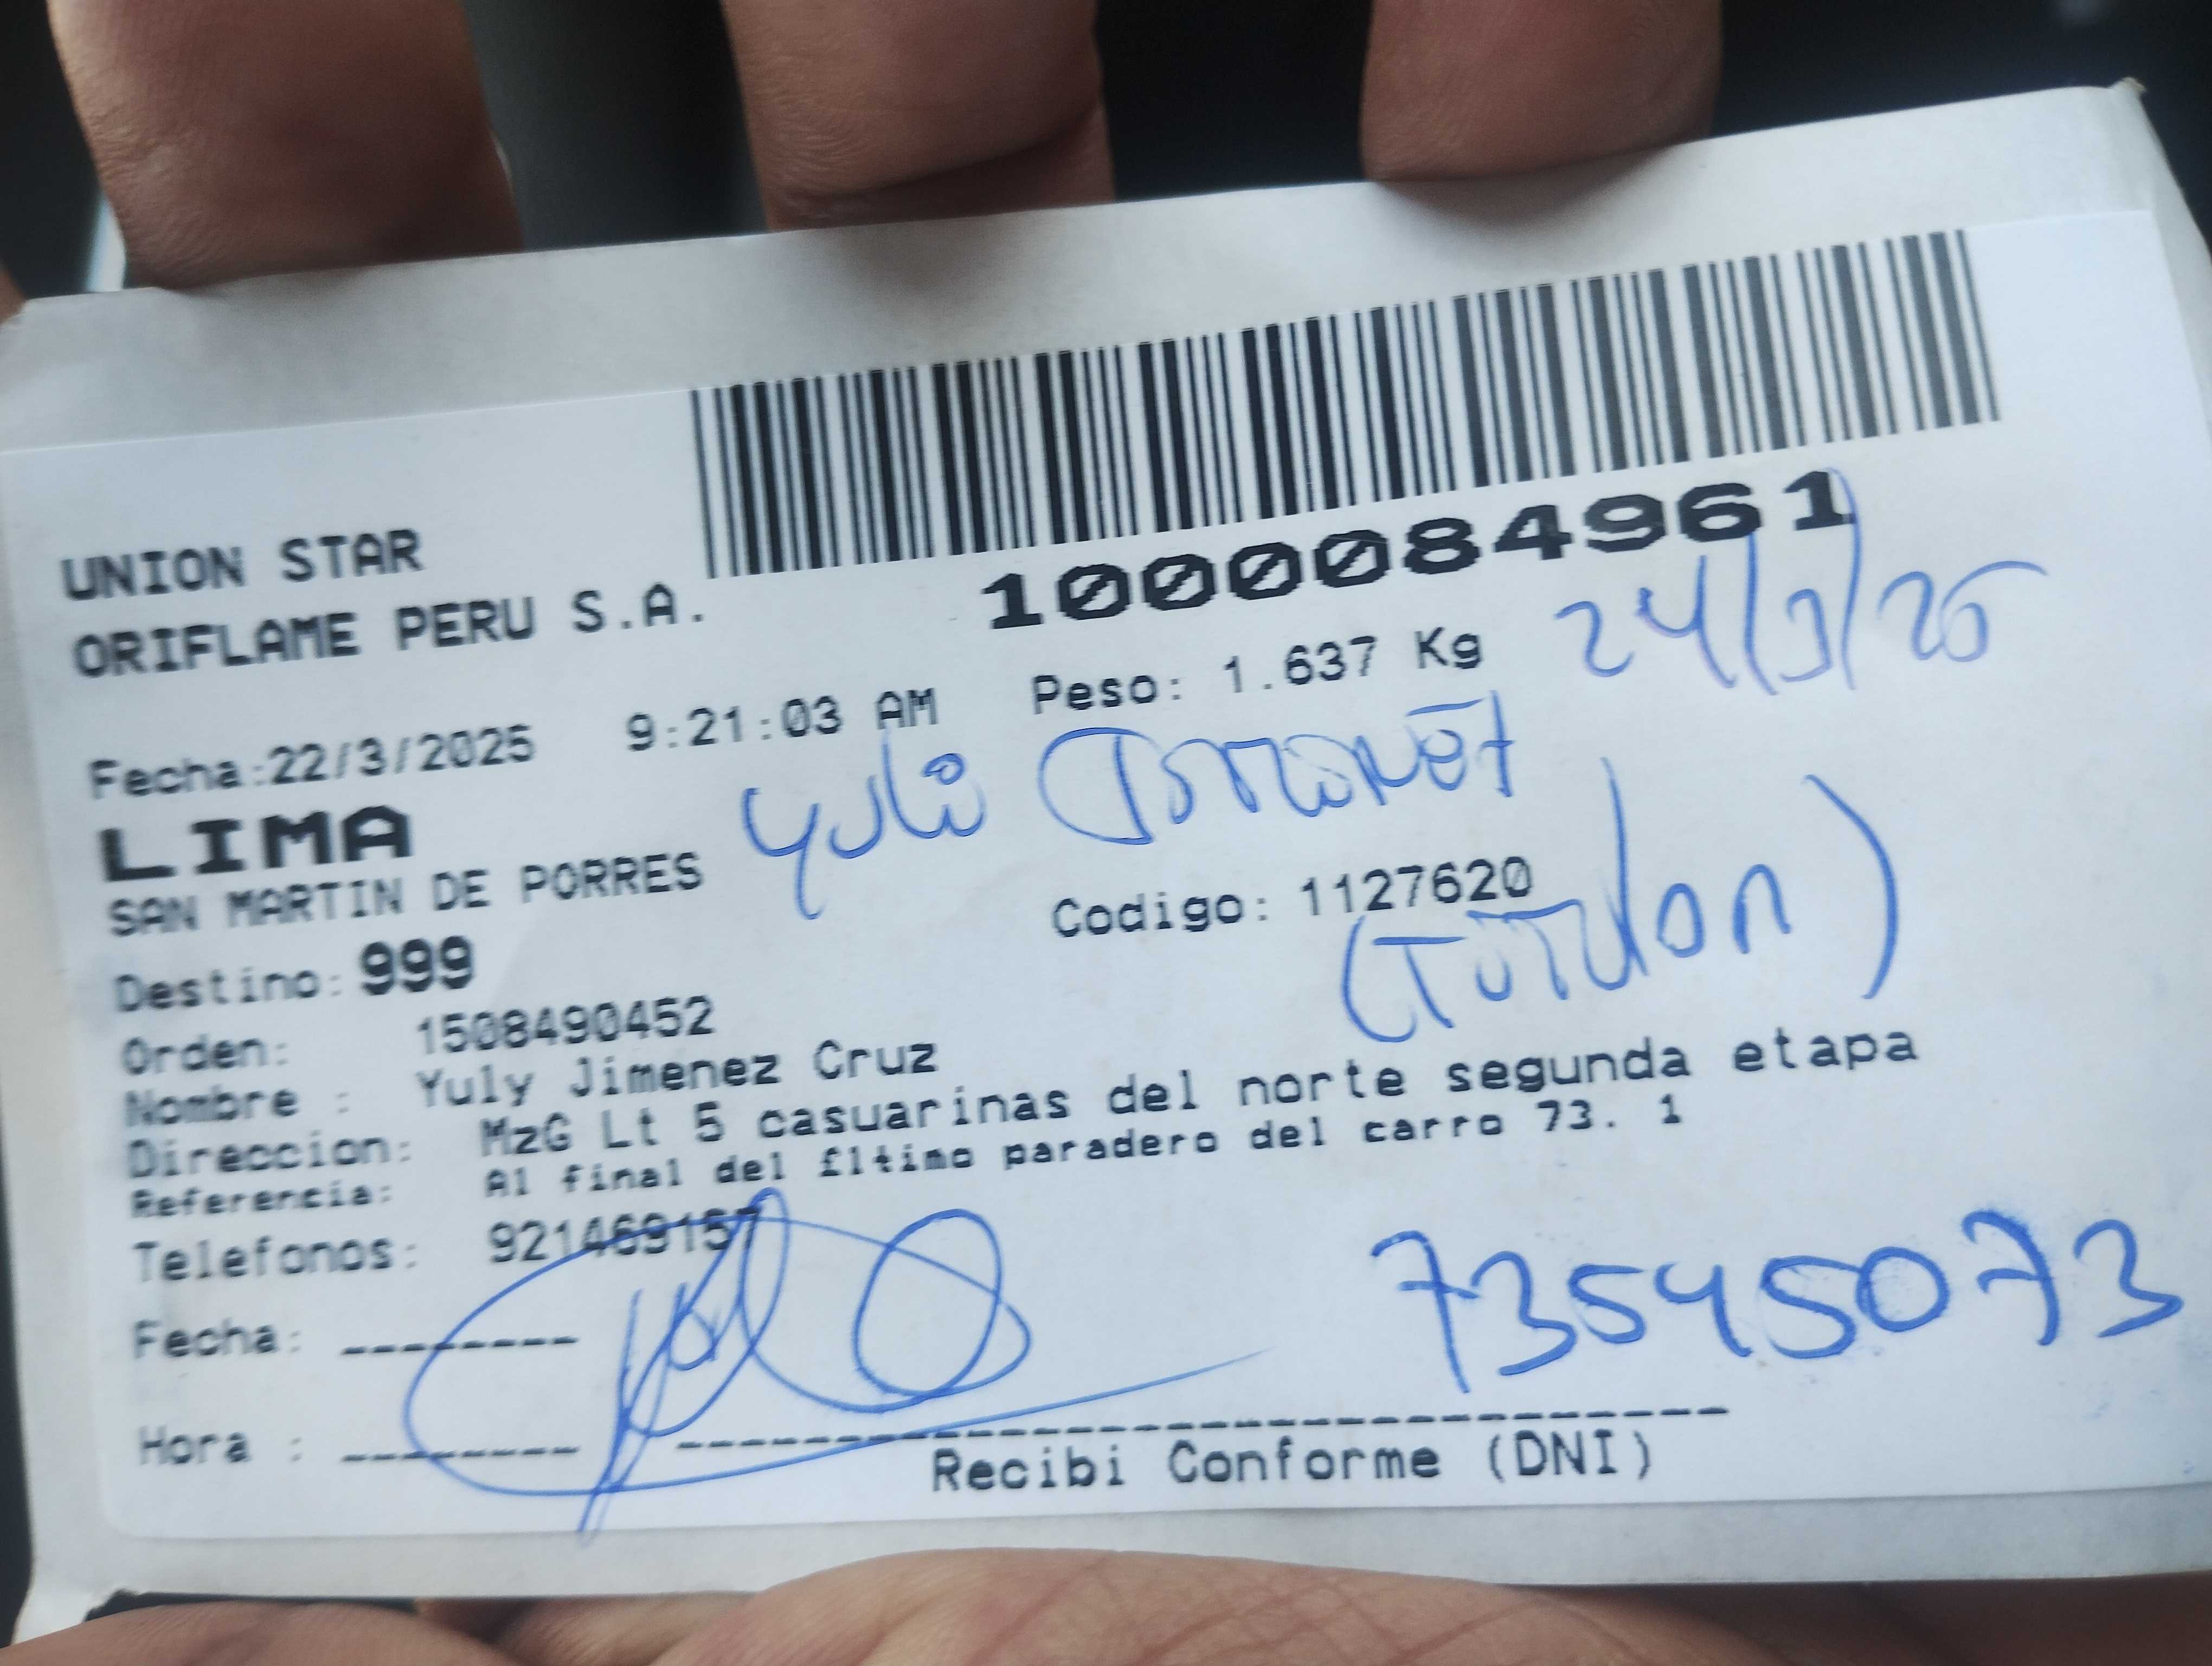 UNION STAR
ORIFLAME PERU S.A.
1000084961
24/3/25
Fecha:22/3/2025 9:21:03 AM Peso: 1.637 Kg
LIMA
SAN MARTIN DE PORRES
Yuli
Codigo: 1127620
Destino: 999
Orden: 1508490452
Nombre : Yuly Jimenez Cruz
Direccion: MzG Lt 5 casuarinas del norte segunda etapa
Referencia: Al final del £ltimo paradero del carro 73. 1
Telefonos: 921469157
73545073
Fecha: --------
Hora : --------
Recibi Conforme (DNI)